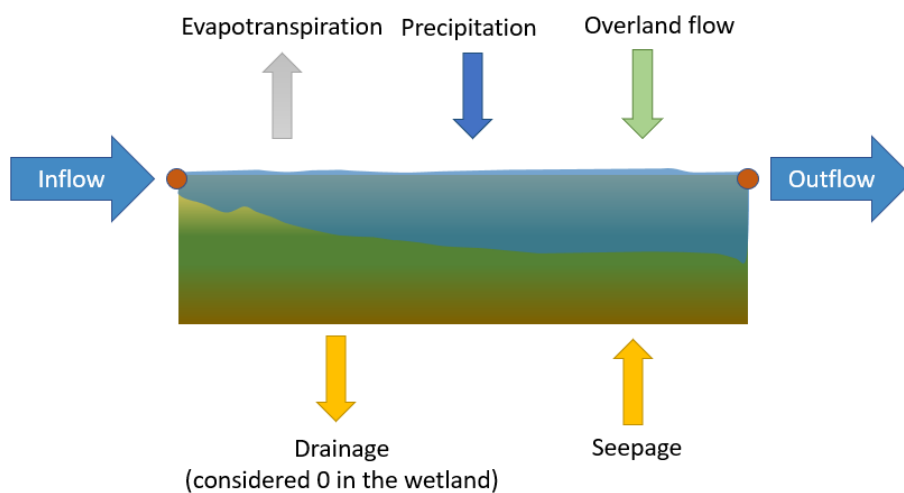 Evapotranspiration
Precipitation
Overland flow
Inflow
Outflow
Drainage
(considered 0 in the wetland)
Seepage